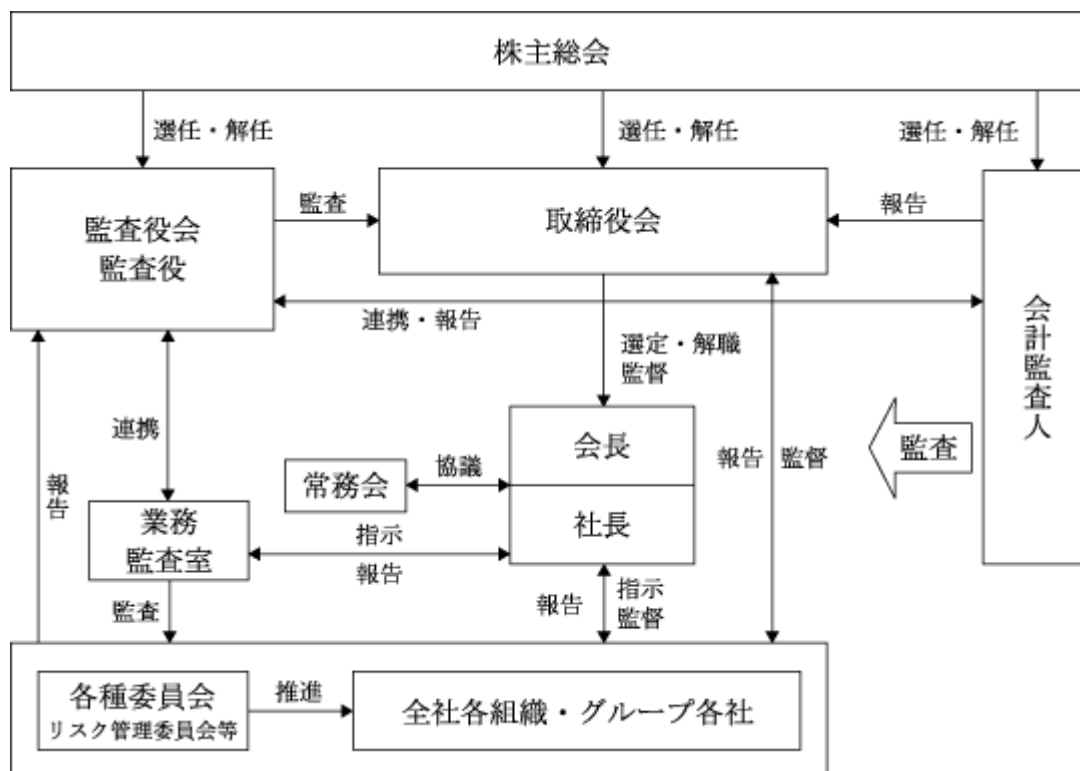 株主総会
選任・解任
選任・解任
選任・解任
監査役会
監査役
監査
取締役会
報告
会計監査人
連携・報告
選定・解職
監督
連携
報告
会長
社長
協議
常務会
報告
監督
監査
業務
監査室
指示
報告
監査
報告
指示
監督
各種委員会
リスク管理委員会等
推進
全社各組織・グループ各社